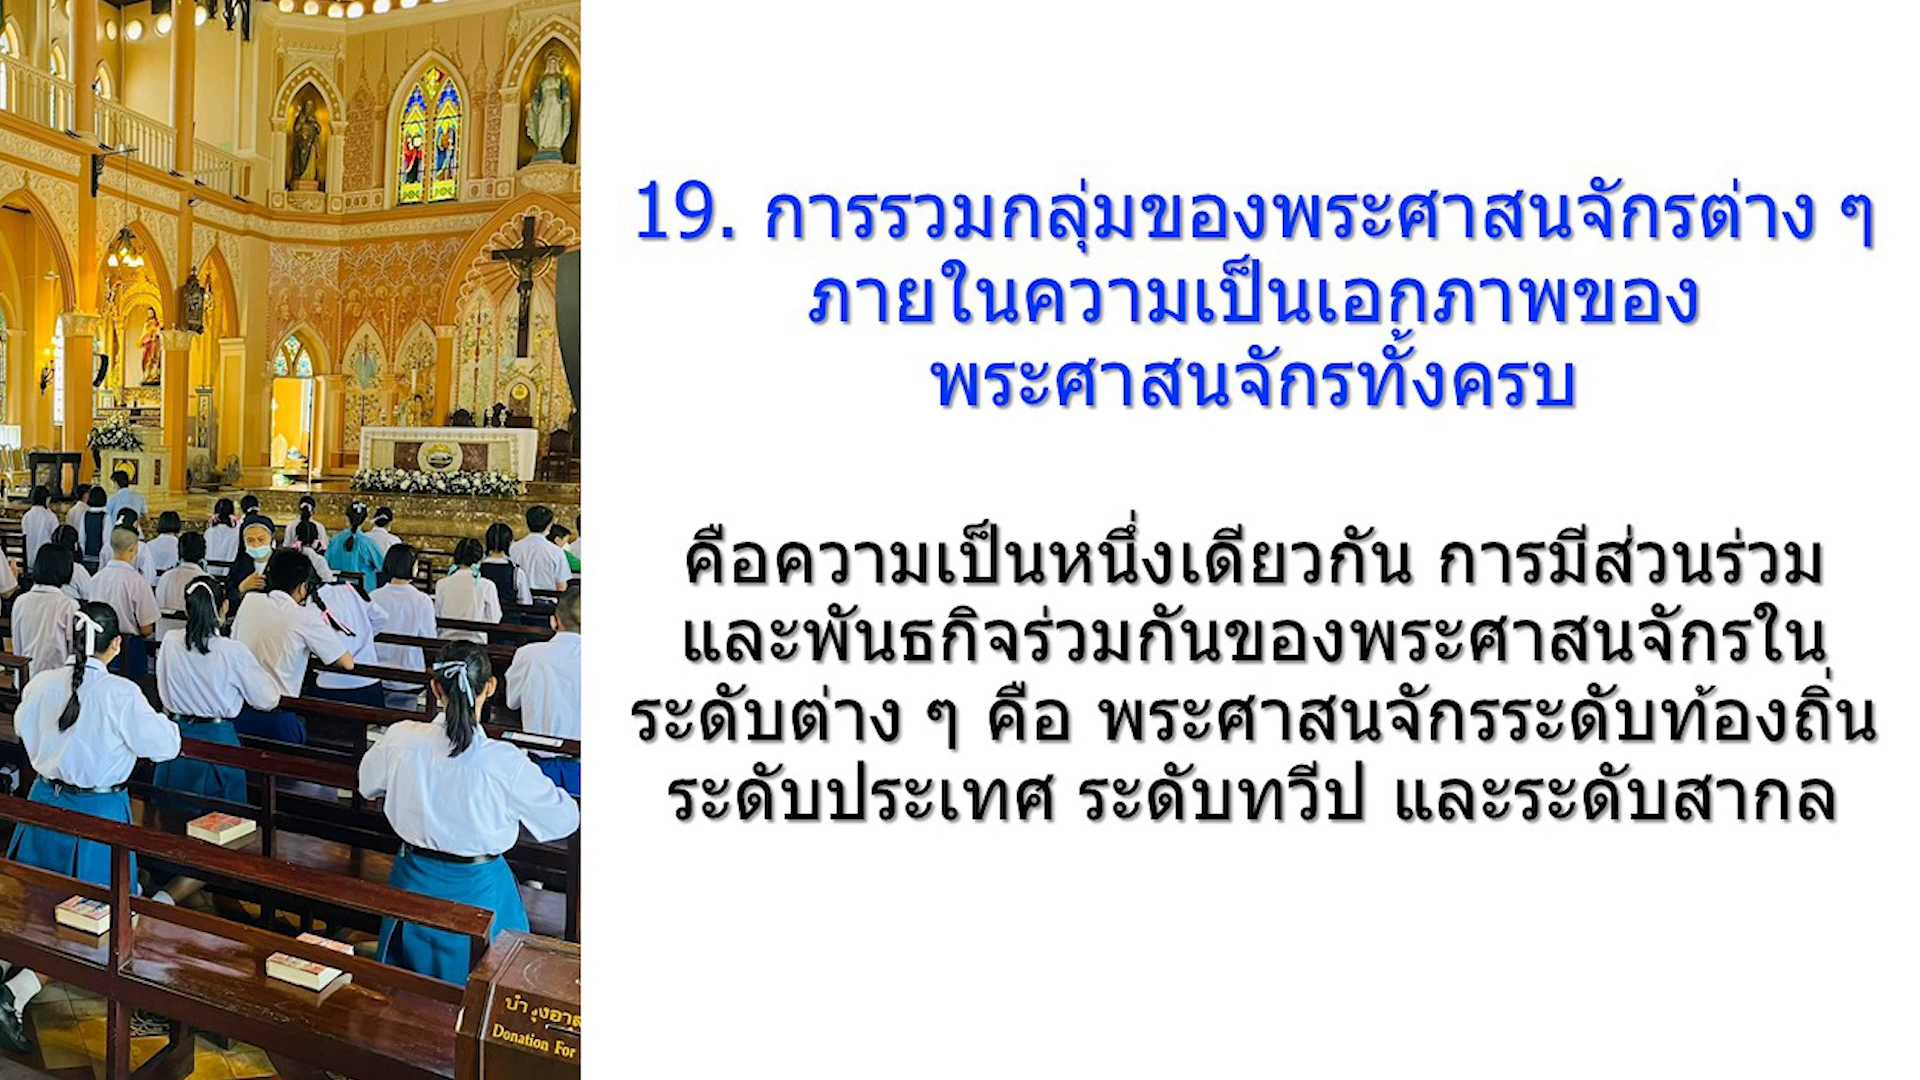 19. การรวมกลุ่มของพระศาสนจักรต่าง ๆ
ภายในความเป็นเอกภาพของ
พระศาสนจักรทั้งครบ
คือความเป็นหนึ่งเดียวกัน การมีส่วนร่วม
และพันธกิจร่วมกันของพระศาสนจักรใน
ระดับต่าง ๆ คือ พระศาสนจักรระดับท้องถิ่น
ระดับประเทศ ระดับทวีป และระดับสากล
Donation For